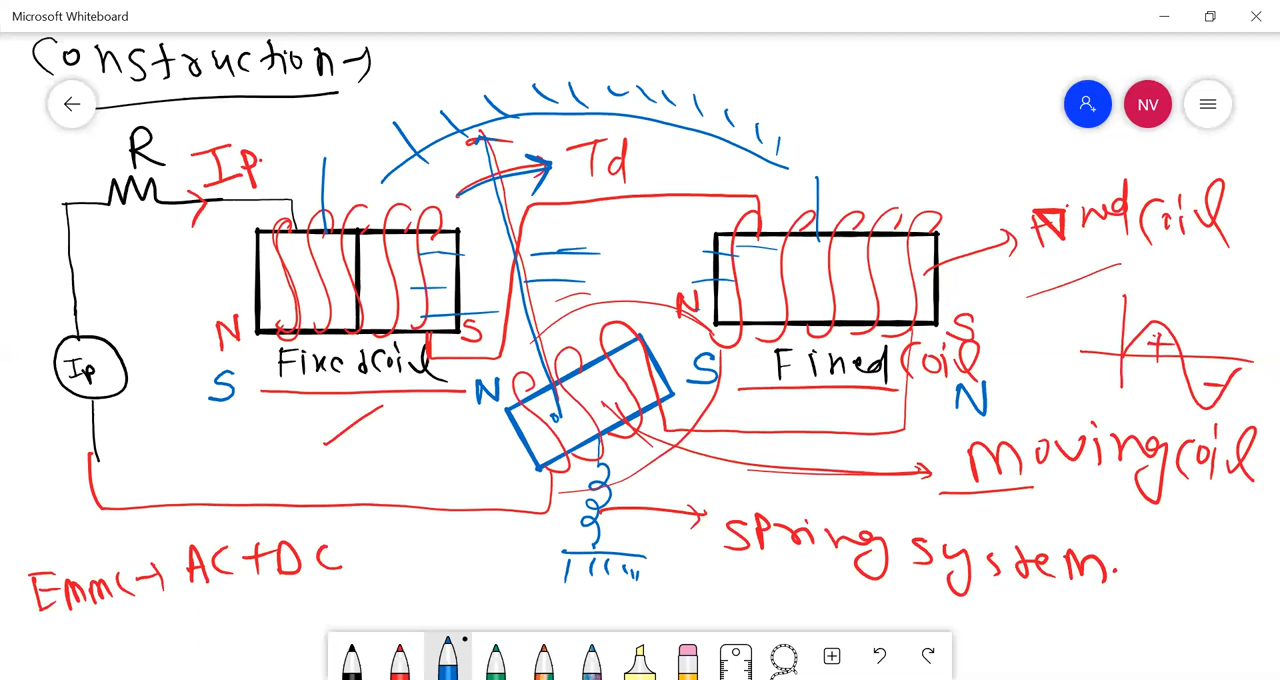 Microsoft Whiteboard
Construction→
NV
R
Ip
Td
Fixed coil
N
S
N
S
Fixed coil
Fined coil
S
N
S
N
Ip
Moving coil
spring system.
Emmc→ AC+DC